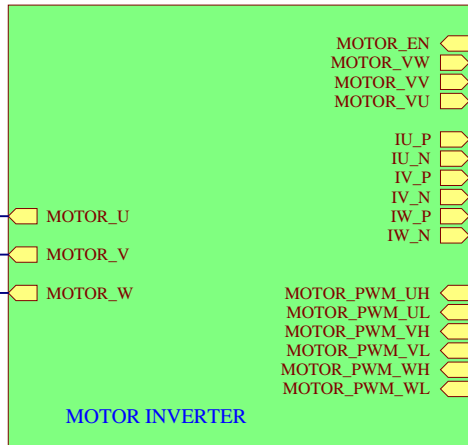 MOTOR_EN
MOTOR_VW
MOTOR_VV
MOTOR_VU
IU_P
IU_N
IV_P
IV_N
IW_P
IW_N
MOTOR_U
MOTOR_V
MOTOR_W
MOTOR_PWM_UH
MOTOR_PWM_UL
MOTOR_PWM_VH
MOTOR_PWM_VL
MOTOR_PWM_WH
MOTOR_PWM_WL
MOTOR INVERTER